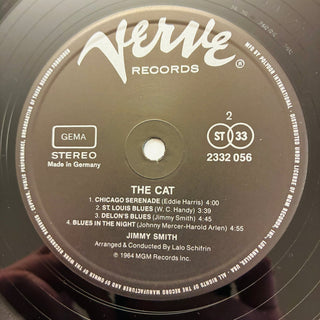 Verve
RECORDS
®
GEMA
STEREO
Made in Germany
2
ST 33
2332 056
THE CAT
1. CHICAGO SERENADE (Eddie Harris) 4:00
2. ST. LOUIS BLUES (W. C. Handy) 3:39
3. DELON'S BLUES (Jimmy Smith) 4:41
4. BLUES IN THE NIGHT (Johnny Mercer-Harold Arlen) 4:55
JIMMY SMITH
Arranged & Conducted By Lalo Schifrin
℗ 1964 MGM Records Inc.